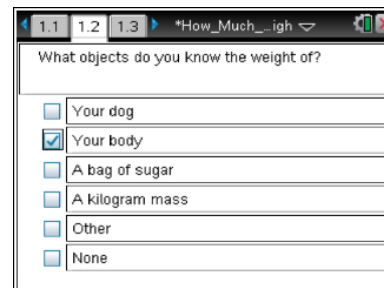 1.1 1.2 1.3 *How_Much_...igh
What objects do you know the weight of?
Your dog
Your body
A bag of sugar
A kilogram mass
Other
None